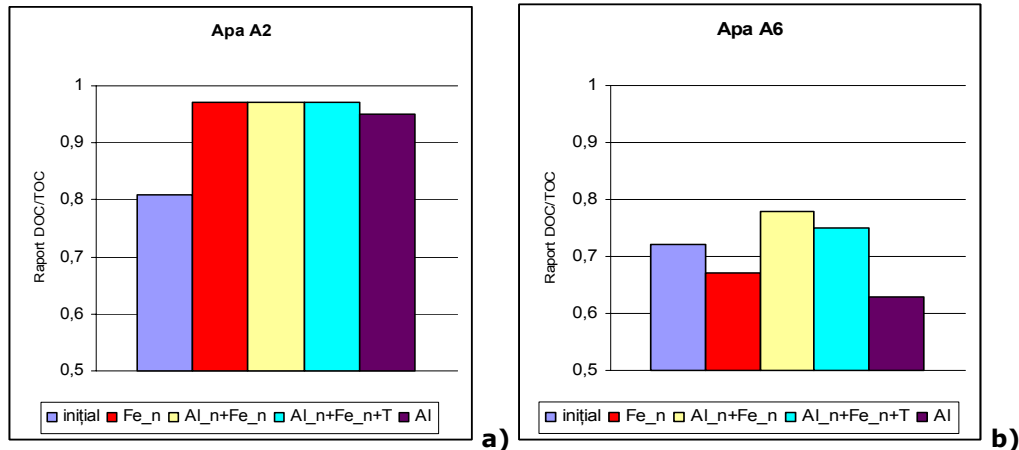 Apa A2
Raport DOC/TOC
1
0,9
0,8
0,7
0,6
0,5
inițial Fe_n Al_n+Fe_n Al_n+Fe_n+T Al
a)
Apa A6
Raport DOC/TOC
1
0,9
0,8
0,7
0,6
0,5
inițial Fe_n Al_n+Fe_n Al_n+Fe_n+T Al
b)